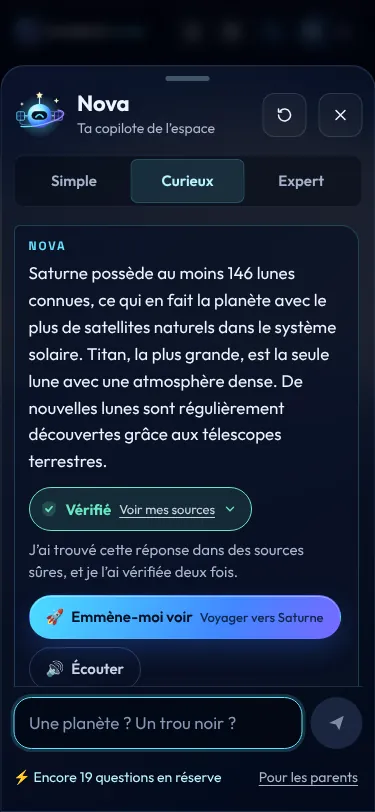 Nova
Ta copilote de l'espace
Simple
Curieux
Expert
NOVA
Saturne possède au moins 146 lunes
connues, ce qui en fait la planète avec le
plus de satellites naturels dans le système
solaire. Titan, la plus grande, est la seule
lune avec une atmosphère dense. De
nouvelles lunes sont régulièrement
découvertes grâce aux télescopes
terrestres.
Vérifié Voir mes sources
J'ai trouvé cette réponse dans des sources
sûres, et je l'ai vérifiée deux fois.
🚀 Emmène-moi voir Voyager vers Saturne
🔊 Écouter
Une planète ? Un trou noir ?
⚡ Encore 19 questions en réserve
Pour les parents